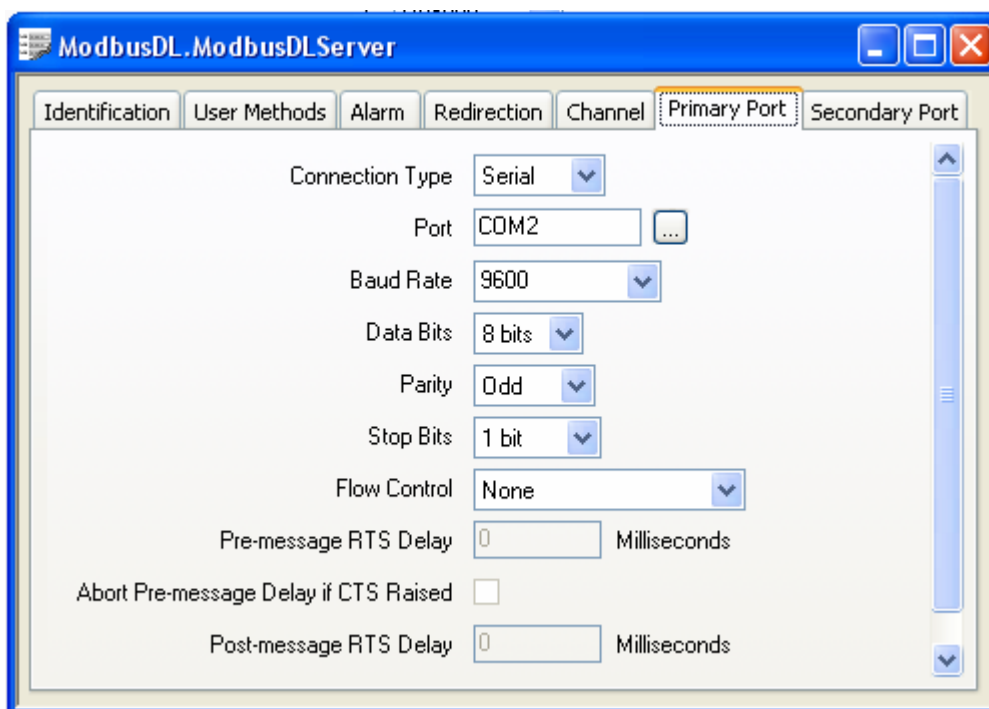 ModbusDL.ModbusDLServer
Identification User Methods Alarm Redirection Channel Primary Port Secondary Port
Connection Type Serial
Port COM2 ...
Baud Rate 9600
Data Bits 8 bits
Parity Odd
Stop Bits 1 bit
Flow Control None
Pre-message RTS Delay 0 Milliseconds
Abort Pre-message Delay if CTS Raised
Post-message RTS Delay 0 Milliseconds